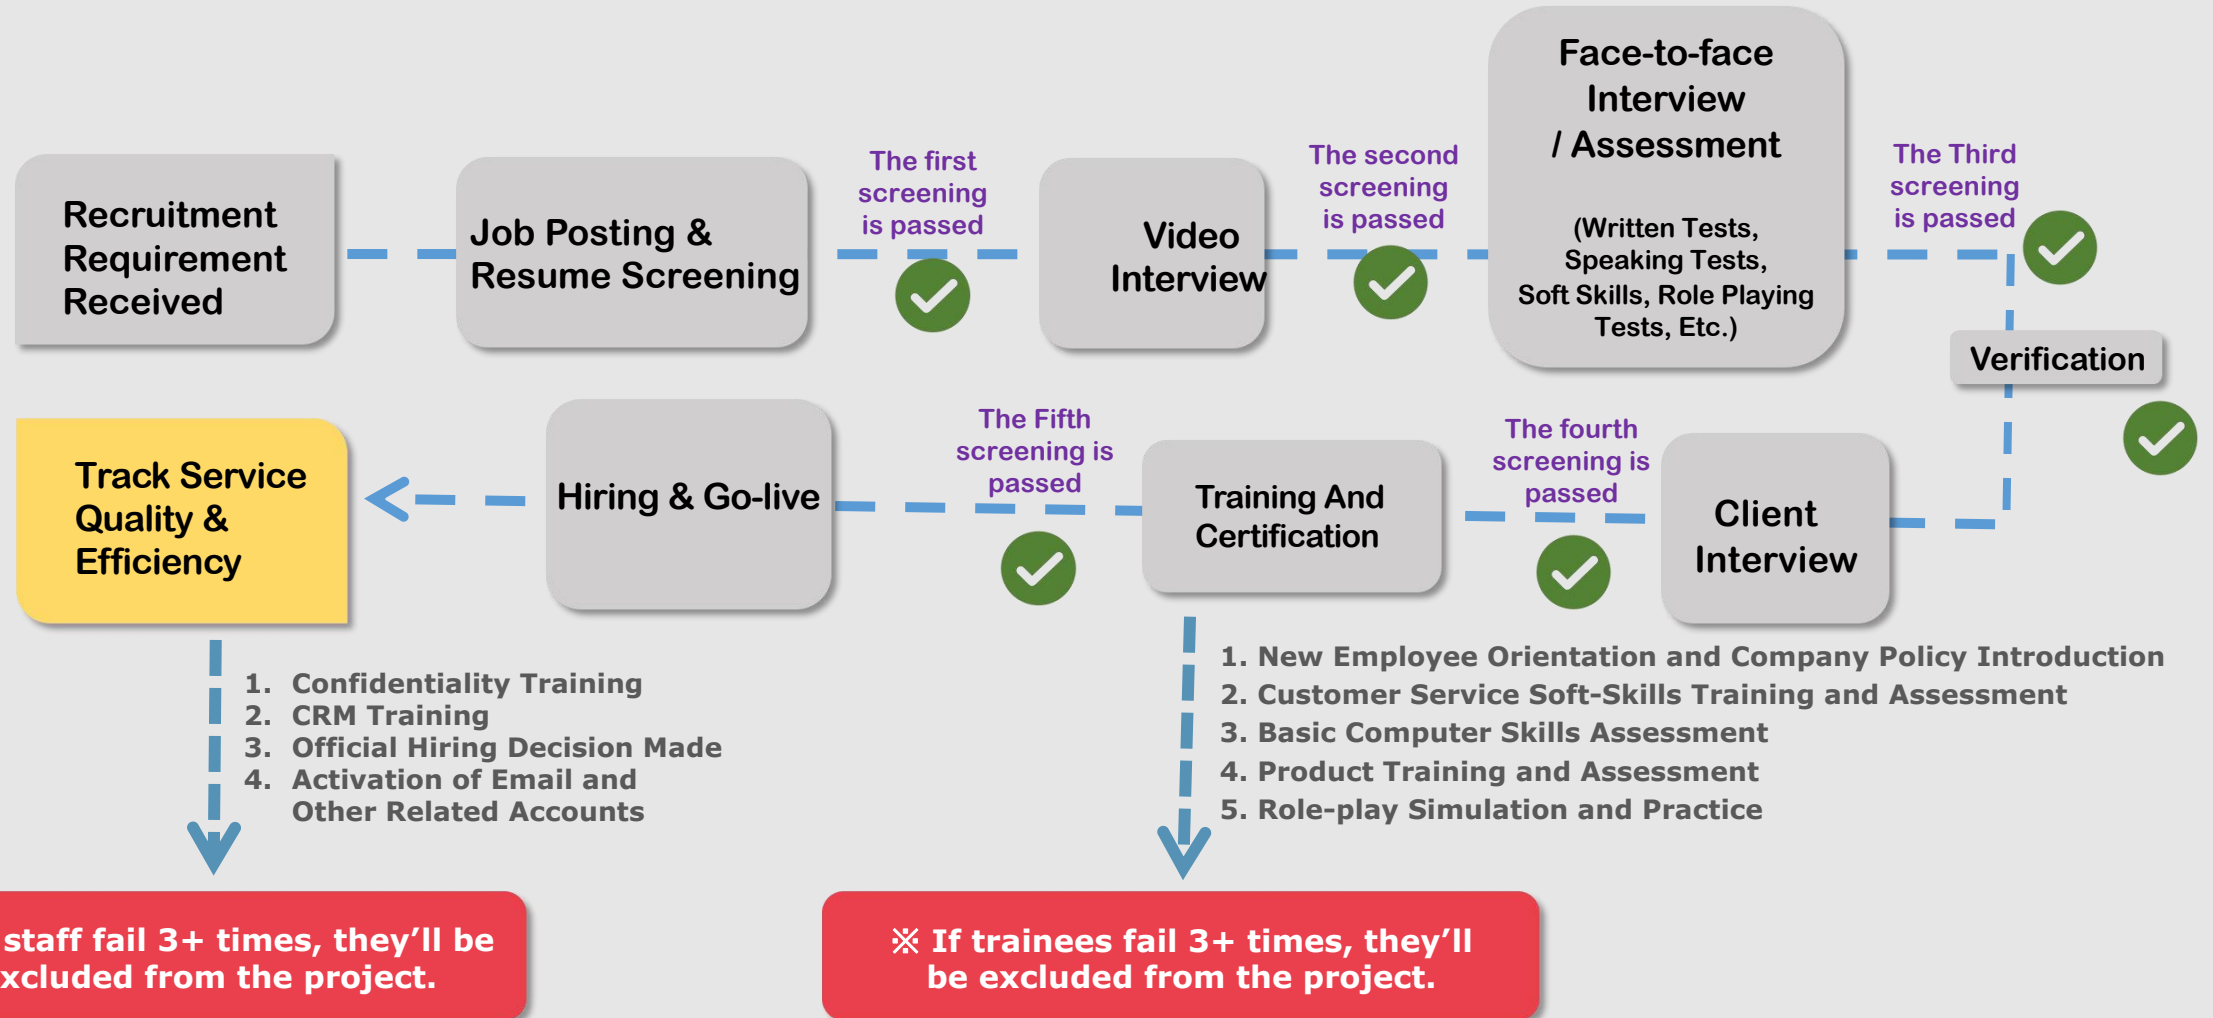 Recruitment
Requirement
Received
Job Posting &
Resume Screening
The first
screening
is passed
Video
Interview
The second
screening
is passed
Face-to-face
Interview
/ Assessment
(Written Tests,
Speaking Tests,
Soft Skills, Role Playing
Tests, Etc.)
The Third
screening
is passed
Verification
Client
Interview
The fourth
screening is
passed
Training And
Certification
The Fifth
screening is
passed
Hiring & Go-live
Track Service
Quality &
Efficiency
1. Confidentiality Training
2. CRM Training
3. Official Hiring Decision Made
4. Activation of Email and
Other Related Accounts
1. New Employee Orientation and Company Policy Introduction
2. Customer Service Soft-Skills Training and Assessment
3. Basic Computer Skills Assessment
4. Product Training and Assessment
5. Role-play Simulation and Practice
staff fail 3+ times, they’ll be
xcluded from the project.
※ If trainees fail 3+ times, they’ll
be excluded from the project.